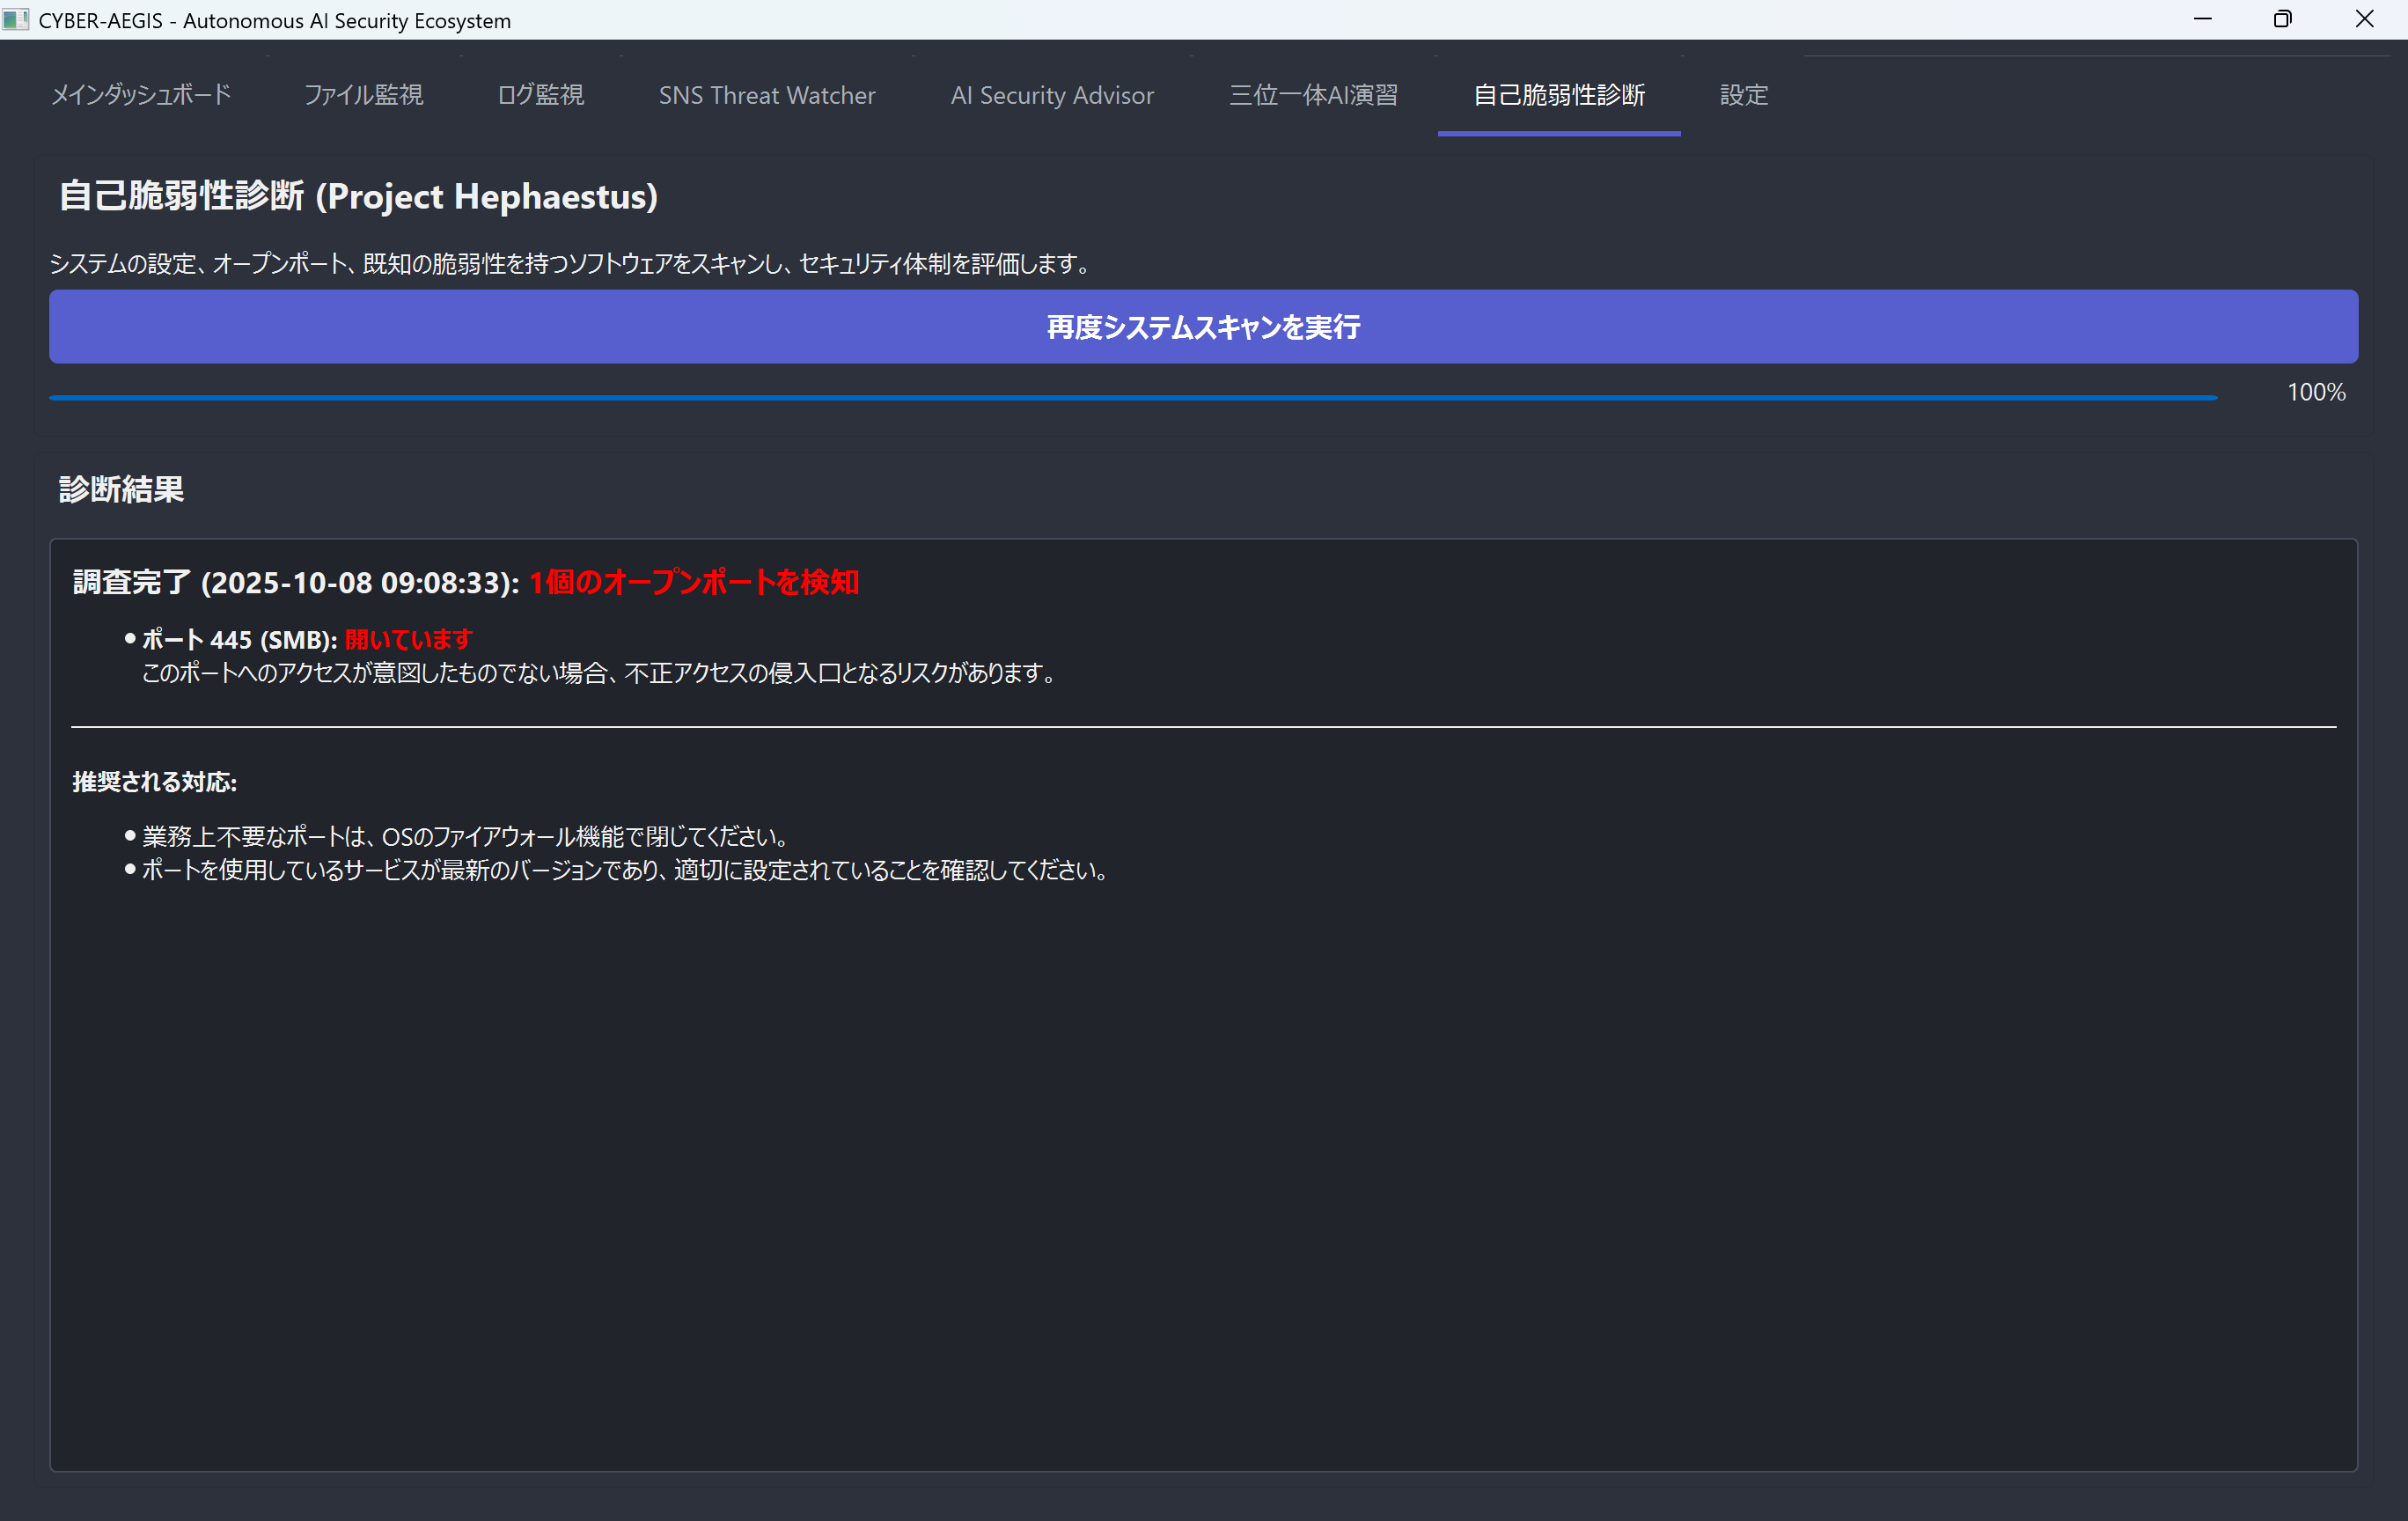 CYBER-AEGIS - Autonomous AI Security Ecosystem
メインダッシュボード ファイル監視 ログ監視 SNS Threat Watcher AI Security Advisor 三位一体AI演習 自己脆弱性診断 設定
自己脆弱性診断 (Project Hephaestus)
システムの設定、オープンポート、既知の脆弱性を持つソフトウェアをスキャンし、セキュリティ体制を評価します。
再度システムスキャンを実行
100%
診断結果
調査完了 (2025-10-08 09:08:33): 1個のオープンポートを検知
• ポート 445 (SMB): 開いています
このポートへのアクセスが意図したものでない場合、不正アクセスの侵入口となるリスクがあります。
推奨される対応:
• 業務上不要なポートは、OSのファイアウォール機能で閉じてください。
• ポートを使用しているサービスが最新のバージョンであり、適切に設定されていることを確認してください。